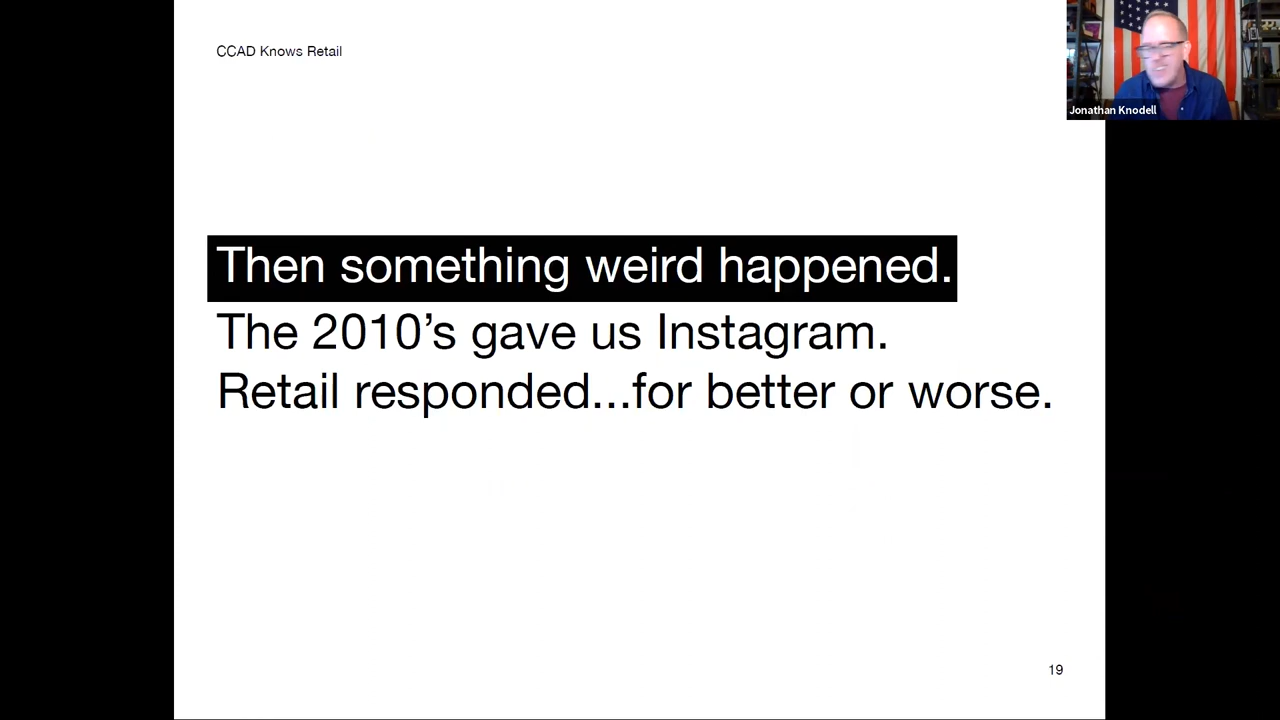 CCAD Knows Retail
Jonathan Knodell
Then something weird happened.
The 2010’s gave us Instagram.
Retail responded...for better or worse.
19